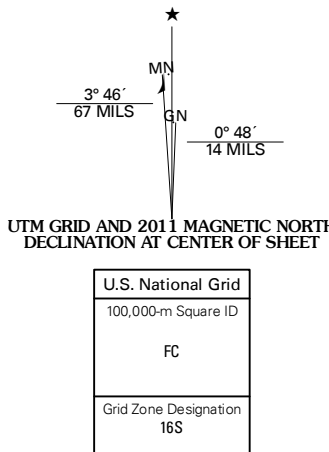 ★
MN
3° 46´
67 MILS
GN
0° 48´
14 MILS
UTM GRID AND 2011 MAGNETIC NORTH
DECLINATION AT CENTER OF SHEET
U.S. National Grid
100,000-m Square ID
FC
Grid Zone Designation
16S